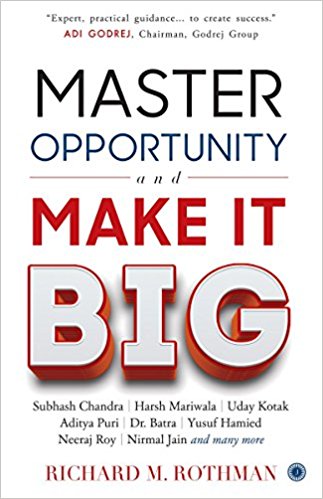 "Expert, practical guidance... to create success."
ADI GODREJ, Chairman, Godrej Group
MASTER
OPPORTUNITY
and
MAKE IT
BIG
Subhash Chandra | Harsh Mariwala | Uday Kotak
Aditya Puri | Dr. Batra | Yusuf Hamied
Neeraj Roy | Nirmal Jain and many more
RICHARD M. ROTHMAN